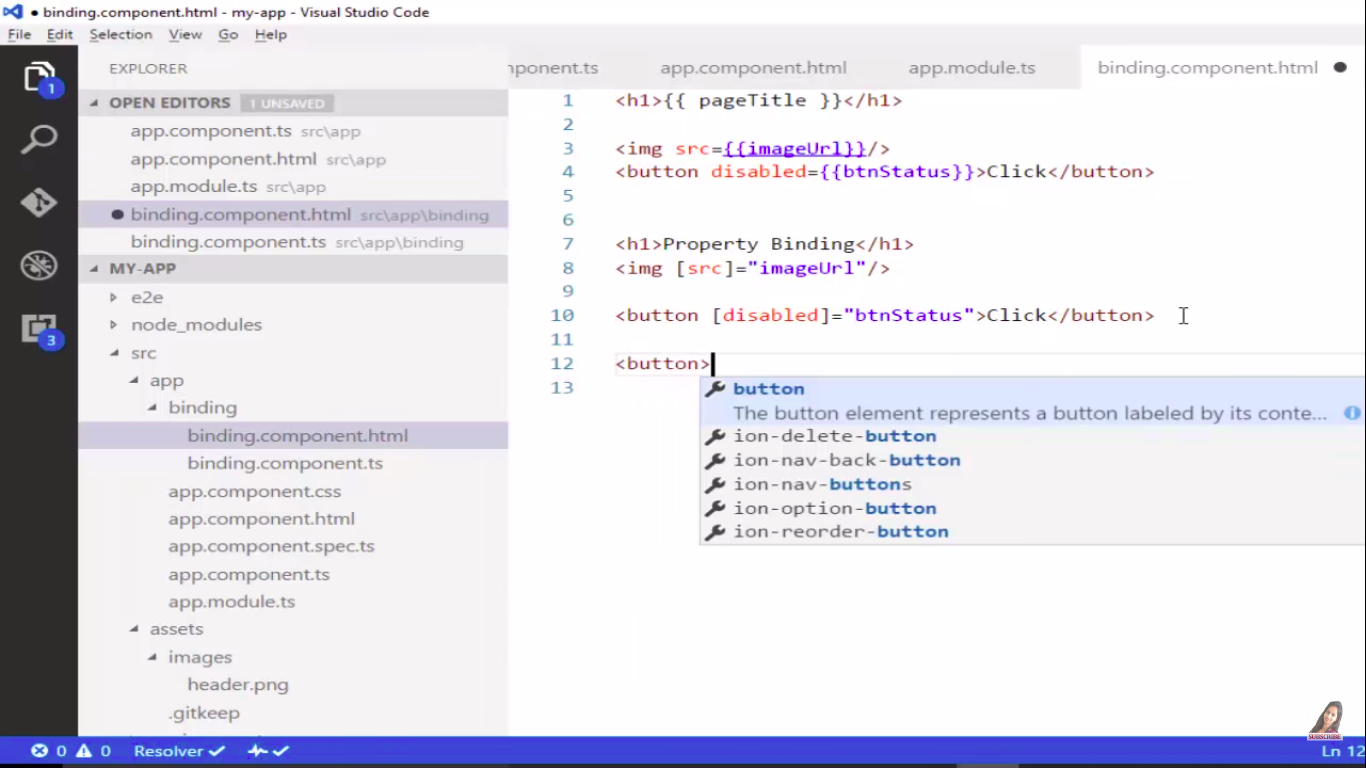 binding.component.html - my-app - Visual Studio Code
File Edit Selection View Go Help
EXPLORER
OPEN EDITORS 1 UNSAVED
app.component.ts src\app
app.component.html src\app
app.module.ts src\app
binding.component.html src\app\binding
binding.component.ts src\app\binding
MY-APP
e2e
node_modules
src
app
binding
binding.component.html
binding.component.ts
app.component.css
app.component.html
app.component.spec.ts
app.component.ts
app.module.ts
assets
images
header.png
.gitkeep
1
3
mponent.ts app.component.html app.module.ts binding.component.html
1 <h1>{{ pageTitle }}</h1>
2
3 <img src={{imageUrl}}/>
4 <button disabled={{btnStatus}}>Click</button>
5
6
7 <h1>Property Binding</h1>
8 <img [src]="imageUrl"/>
9
10 <button [disabled]="btnStatus">Click</button>
11
12 <button>
13
button
The button element represents a button labeled by its conte...
ion-delete-button
ion-nav-back-button
ion-nav-buttons
ion-option-button
ion-reorder-button
SUBSCRIBE
0 0 Resolver Ln 12